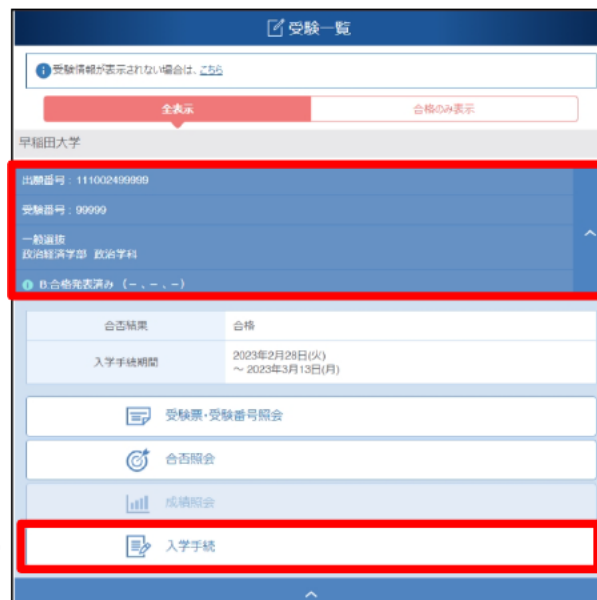 受験一覧
受験情報が表示されない場合は、こちら
全表示
合格のみ表示
早稲田大学
出願番号:111002499999
受験番号:99999
一般選抜
政治経済学部 政治学科
B:合格発表済み (-、-、-)
合否結果 合格
入学手続期間 2023年2月28日(火)
～ 2023年3月13日(月)
受験票・受験番号照会
合否照会
成績照会
入学手続